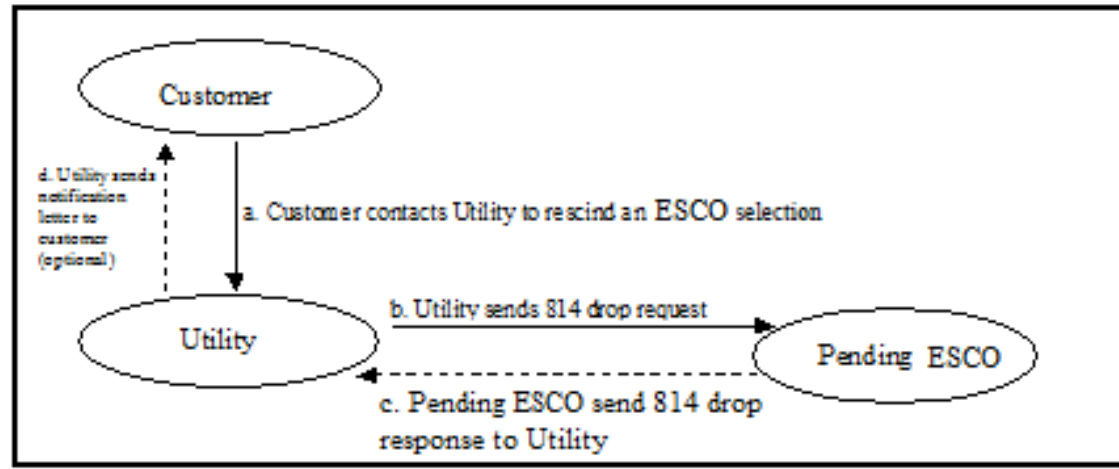 Customer
d. Utility sends
notification
letter to
customer
(optional)
a. Customer contacts Utility to rescind an ESCO selection
b. Utility sends 814 drop request
Utility
Pending ESCO
c. Pending ESCO send 814 drop
response to Utility